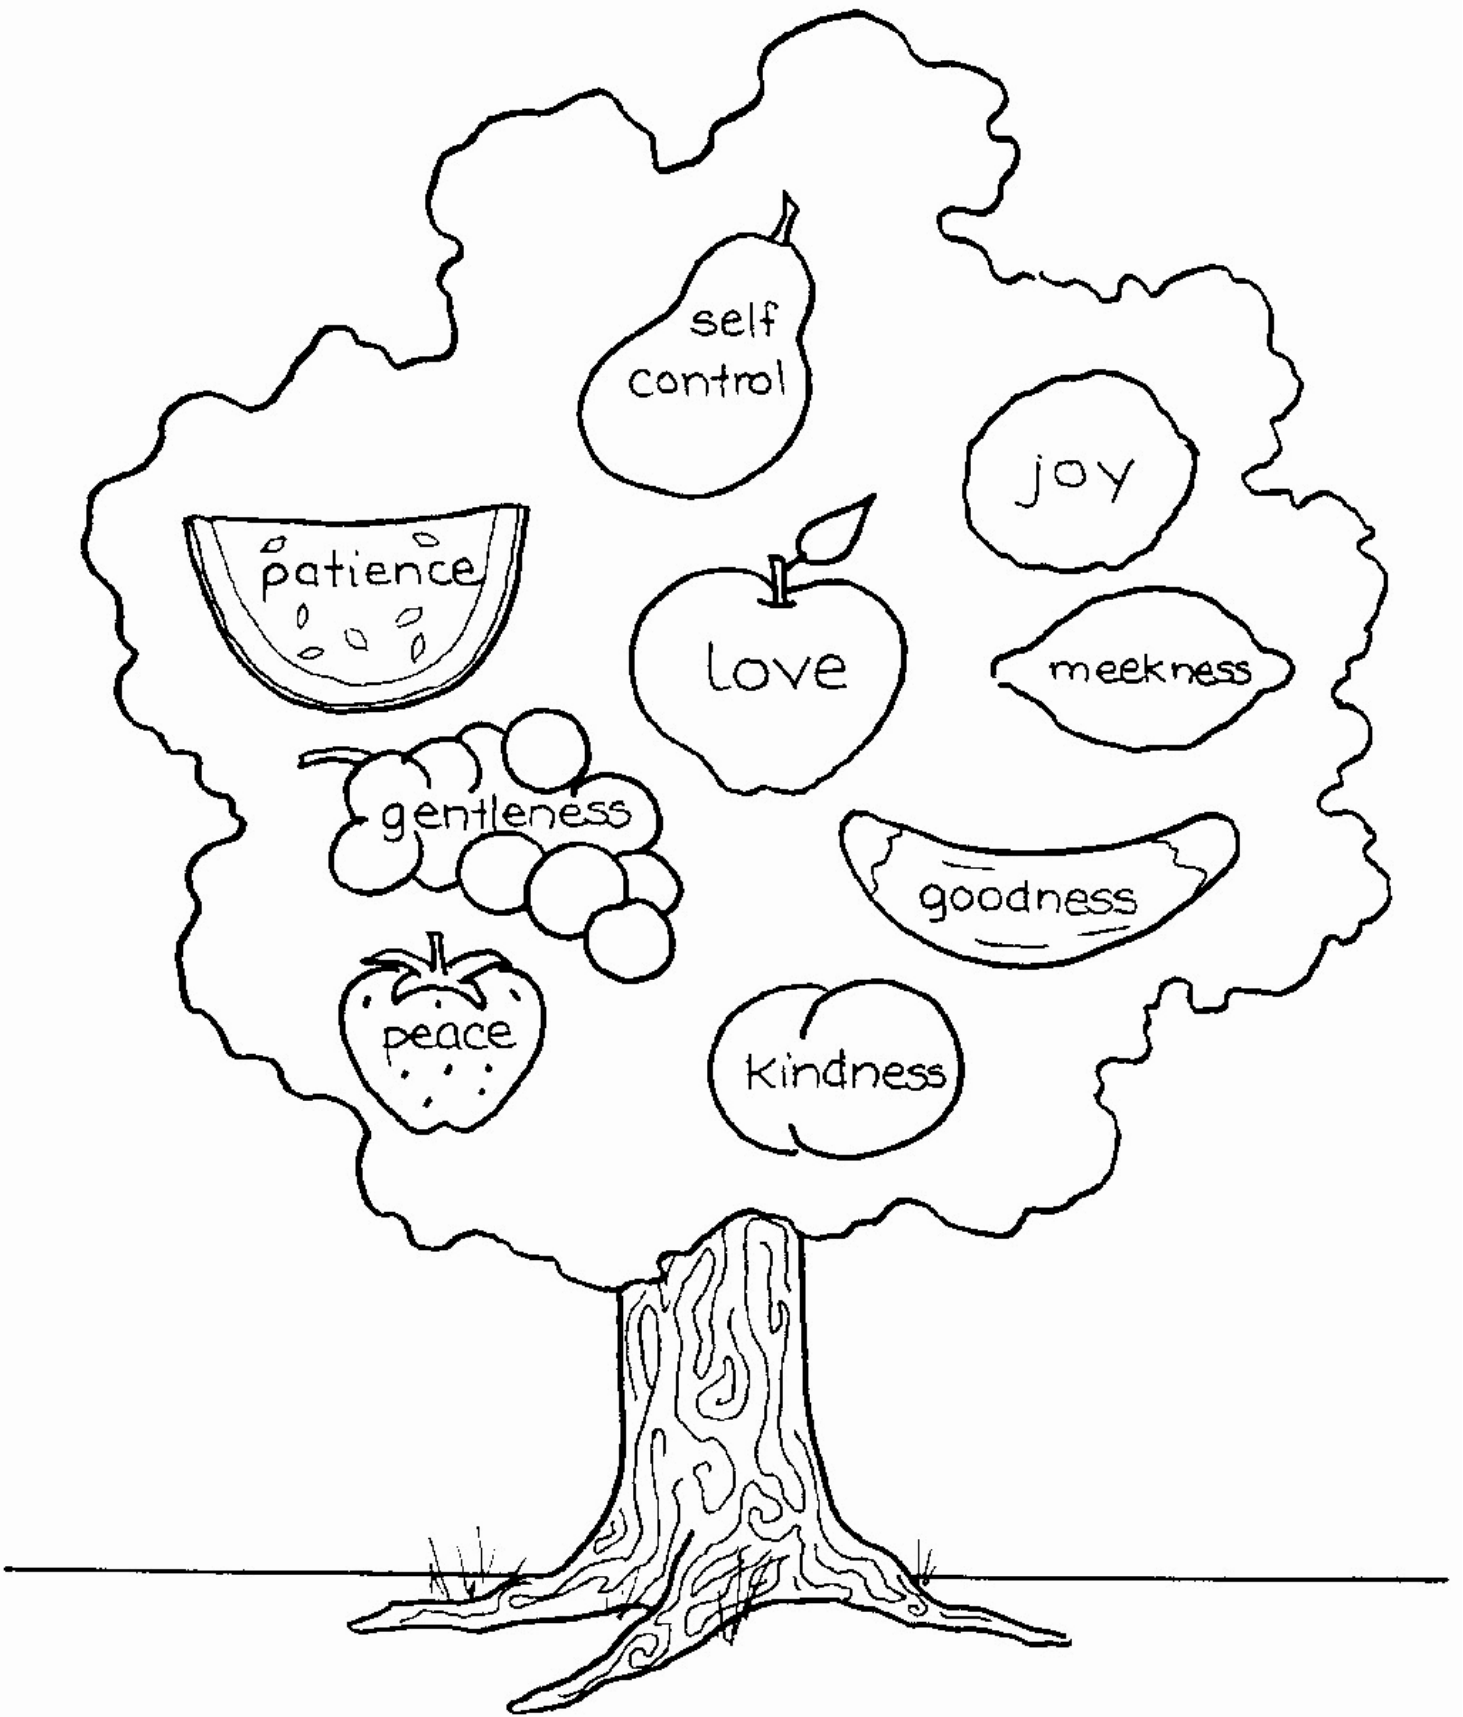 self
control
joy
patience
love
meekness
gentleness
goodness
peace
kindness